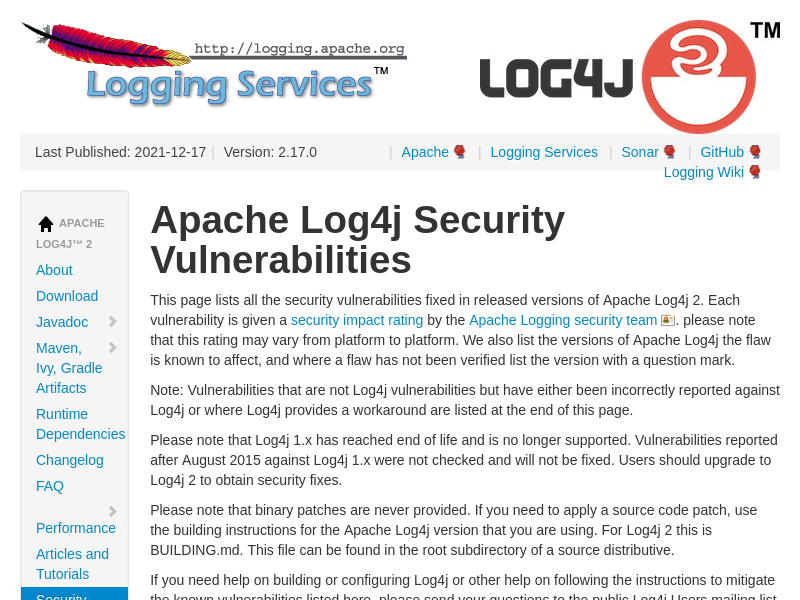 http://logging.apache.org
Logging Services™
LOG4J™
Last Published: 2021-12-17 | Version: 2.17.0 | Apache | Logging Services | Sonar | GitHub
Logging Wiki
APACHE
LOG4J™ 2
About
Download
Javadoc
Maven,
Ivy, Gradle
Artifacts
Runtime
Dependencies
Changelog
FAQ
Performance
Articles and
Tutorials
Security
Apache Log4j Security
Vulnerabilities
This page lists all the security vulnerabilities fixed in released versions of Apache Log4j 2. Each
vulnerability is given a security impact rating by the Apache Logging security team. please note
that this rating may vary from platform to platform. We also list the versions of Apache Log4j the flaw
is known to affect, and where a flaw has not been verified list the version with a question mark.
Note: Vulnerabilities that are not Log4j vulnerabilities but have either been incorrectly reported against
Log4j or where Log4j provides a workaround are listed at the end of this page.
Please note that Log4j 1.x has reached end of life and is no longer supported. Vulnerabilities reported
after August 2015 against Log4j 1.x were not checked and will not be fixed. Users should upgrade to
Log4j 2 to obtain security fixes.
Please note that binary patches are never provided. If you need to apply a source code patch, use
the building instructions for the Apache Log4j version that you are using. For Log4j 2 this is
BUILDING.md. This file can be found in the root subdirectory of a source distributive.
If you need help on building or configuring Log4j or other help on following the instructions to mitigate
the known vulnerabilities listed here, please send your questions to the public Log4j Users mailing list